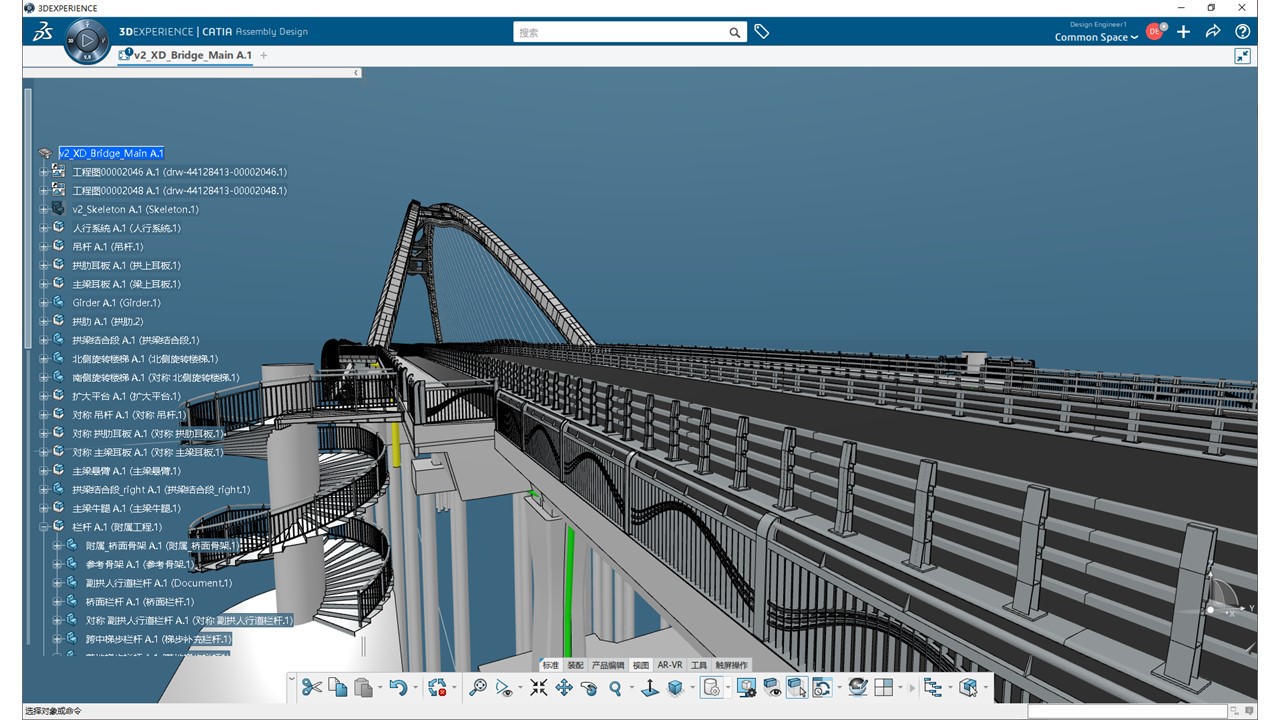 3DEXPERIENCE
3DEXPERIENCE | CATIA Assembly Design
搜索
Design Engineer1
Common Space
DE
v2_XD_Bridge_Main A.1
v2_XD_Bridge_Main A.1
工程图00002046 A.1 (drw-44128413-00002046.1)
工程图00002048 A.1 (drw-44128413-00002048.1)
v2_Skeleton A.1 (Skeleton.1)
人行系统 A.1 (人行系统.1)
吊杆 A.1 (吊杆.1)
拱肋耳板 A.1 (拱上耳板.1)
主梁耳板 A.1 (梁上耳板.1)
Girder A.1 (Girder.1)
拱肋 A.1 (拱肋.2)
拱梁结合段 A.1 (拱梁结合段.1)
北侧旋转楼梯 A.1 (北侧旋转楼梯.1)
南侧旋转楼梯 A.1 (对称 北侧旋转楼梯.1)
扩大平台 A.1 (扩大平台.1)
对称 吊杆 A.1 (对称 吊杆.1)
对称 拱肋耳板 A.1 (对称 拱肋耳板.1)
对称 主梁耳板 A.1 (对称 主梁耳板.1)
主梁悬臂 A.1 (主梁悬臂.1)
拱梁结合段_right A.1 (拱梁结合段_right.1)
主梁牛腿 A.1 (主梁牛腿.1)
栏杆 A.1 (附属工程.1)
附属_桥面骨架 A.1 (附属_桥面骨架.1)
参考骨架 A.1 (参考骨架.1)
副拱人行道栏杆 A.1 (Document.1)
桥面栏杆 A.1 (桥面栏杆.1)
对称 副拱人行道栏杆 A.1 (对称 副拱人行道栏杆.1)
跨中梯步栏杆 A.1 (梯步补充栏杆.1)
标准 装配 产品编辑 视图 AR-VR 工具 触屏操作
选择对象或命令